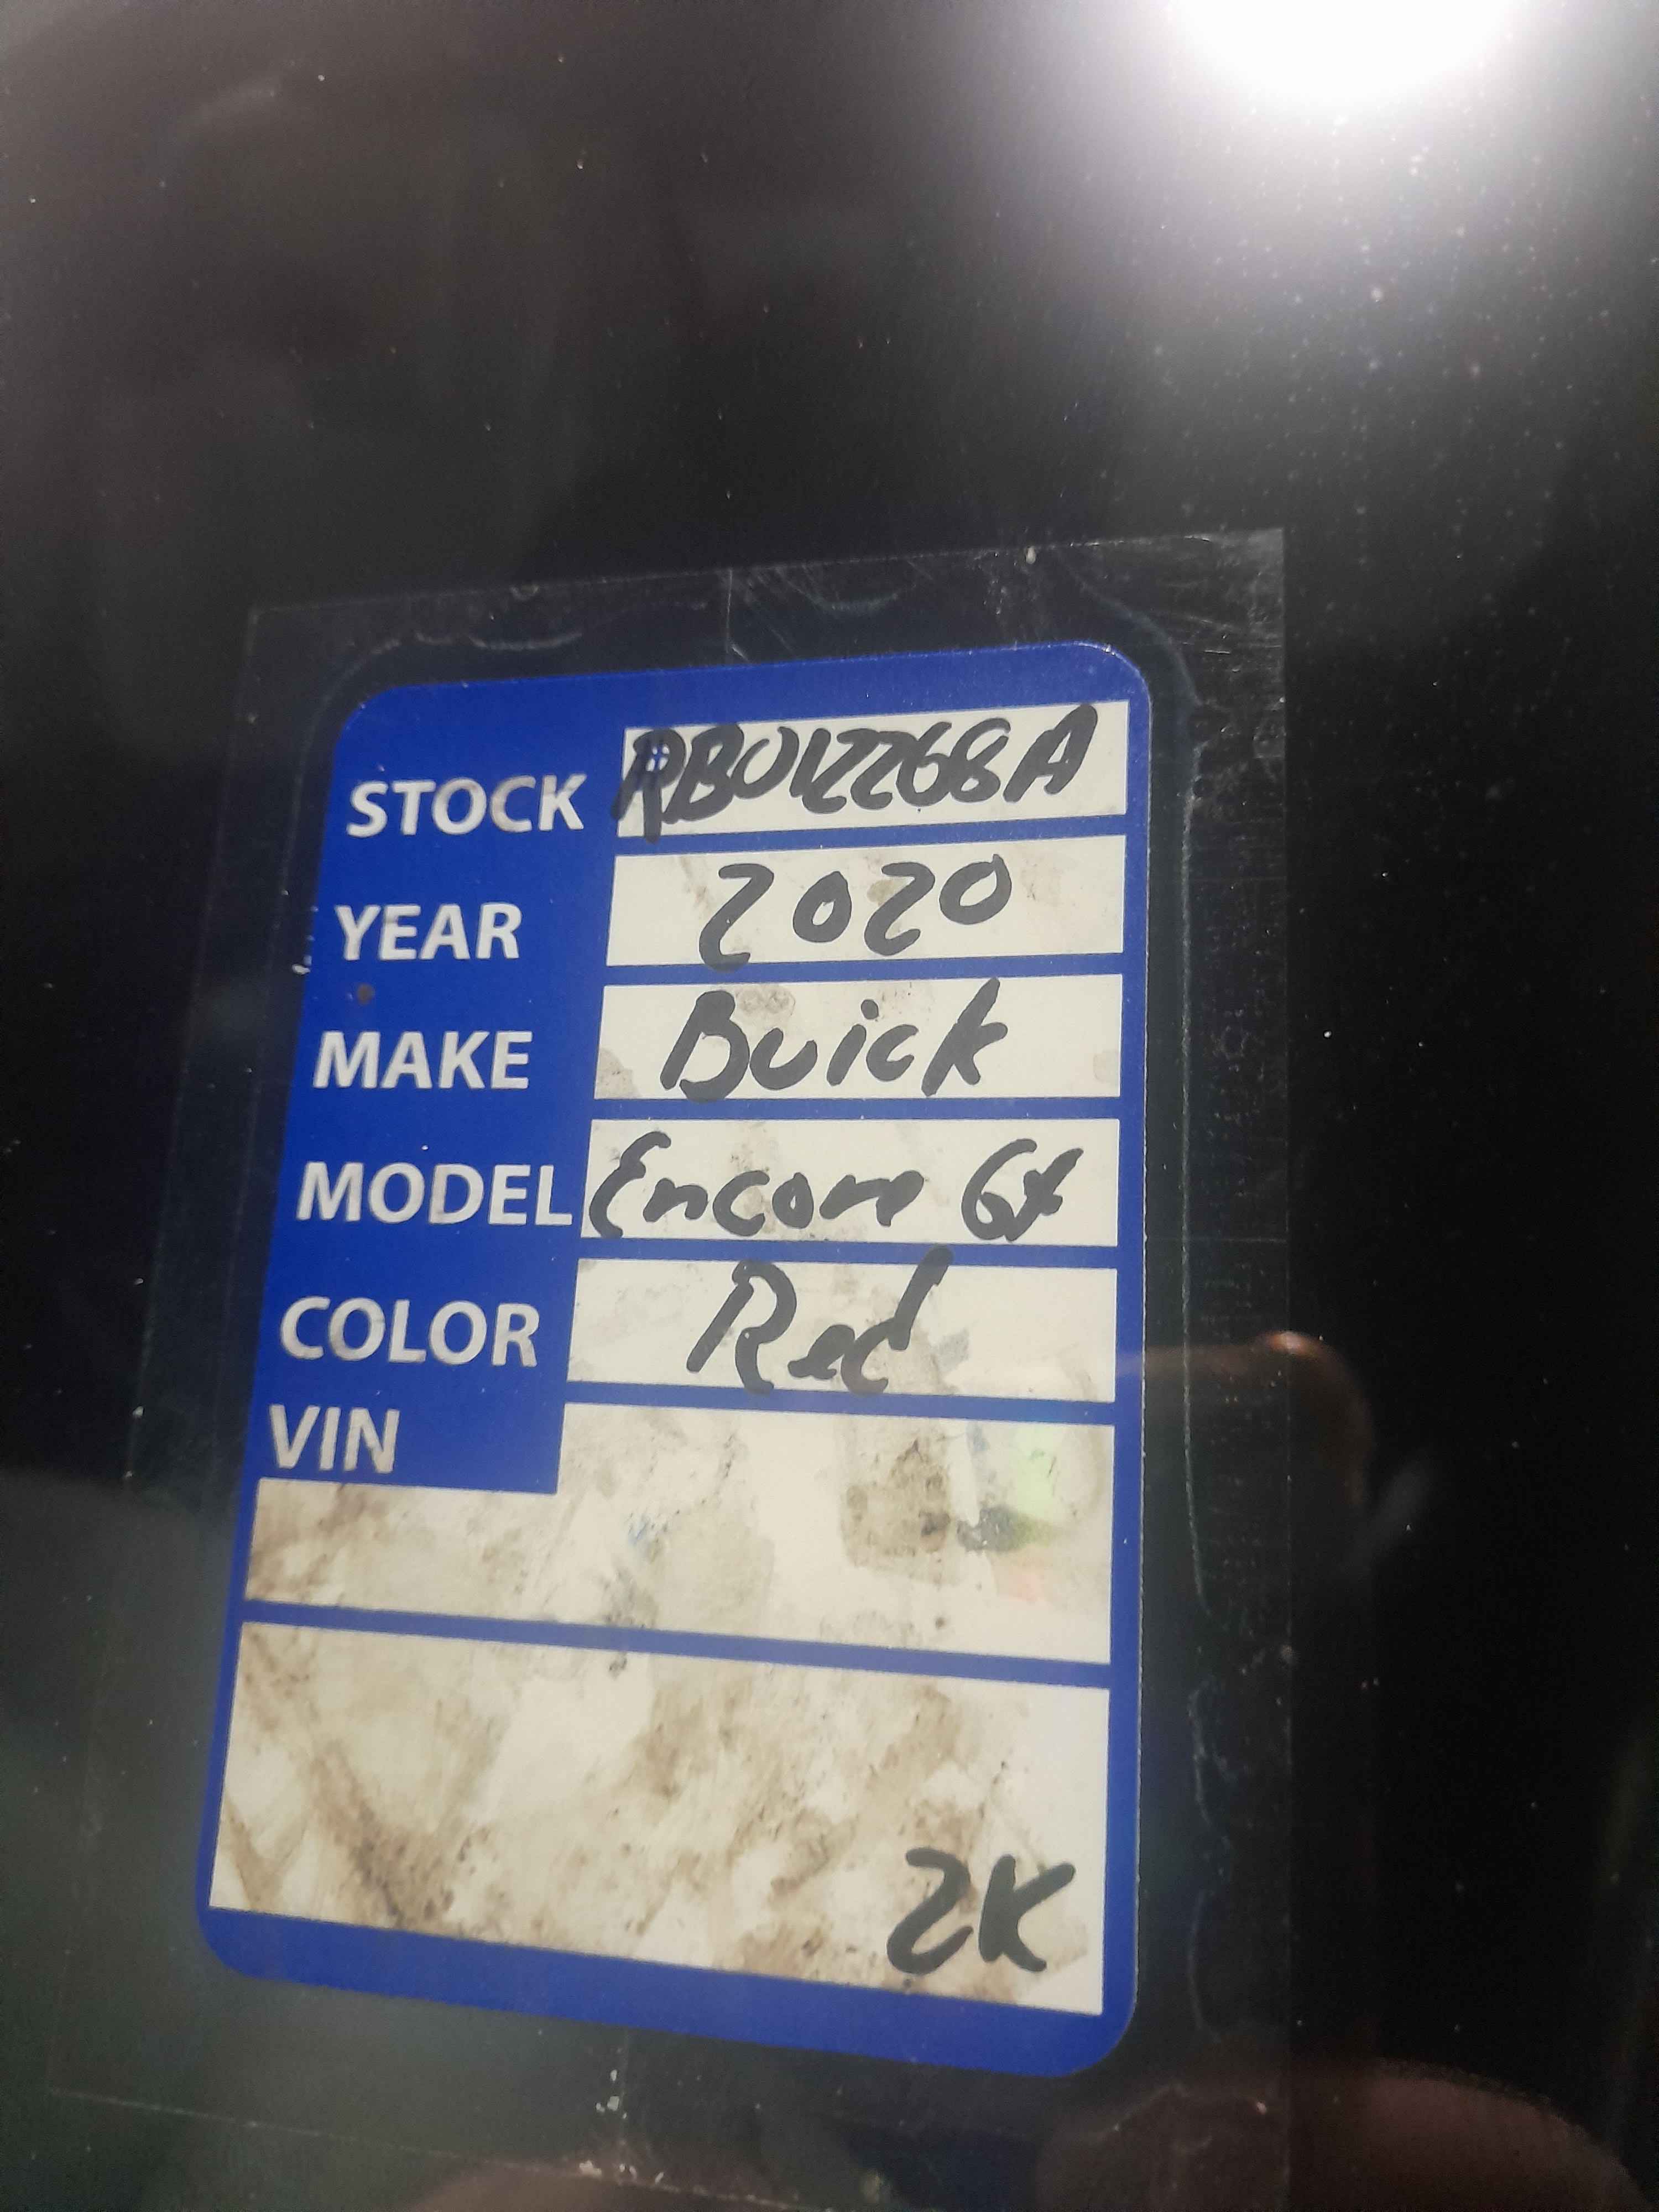 STOCK RB012268A
YEAR 2020
MAKE Buick
MODEL Encore Gx
COLOR Red
VIN
2K